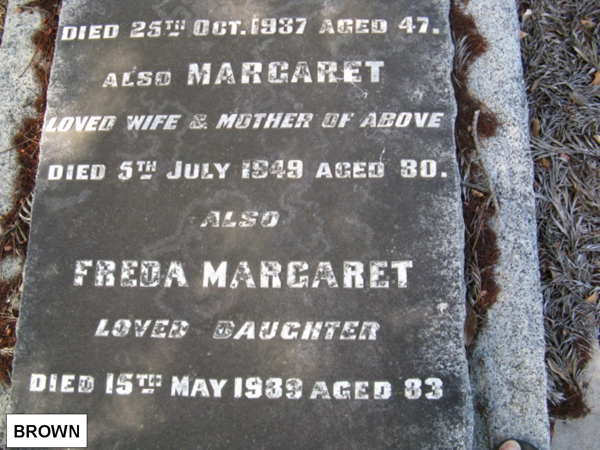 DIED 25TH OCT. 1937 AGED 47.
ALSO MARGARET
LOVED WIFE & MOTHER OF ABOVE
DIED 5TH JULY 1949 AGED 80.
ALSO
FREDA MARGARET
LOVED DAUGHTER
DIED 15TH MAY 1989 AGED 83
BROWN